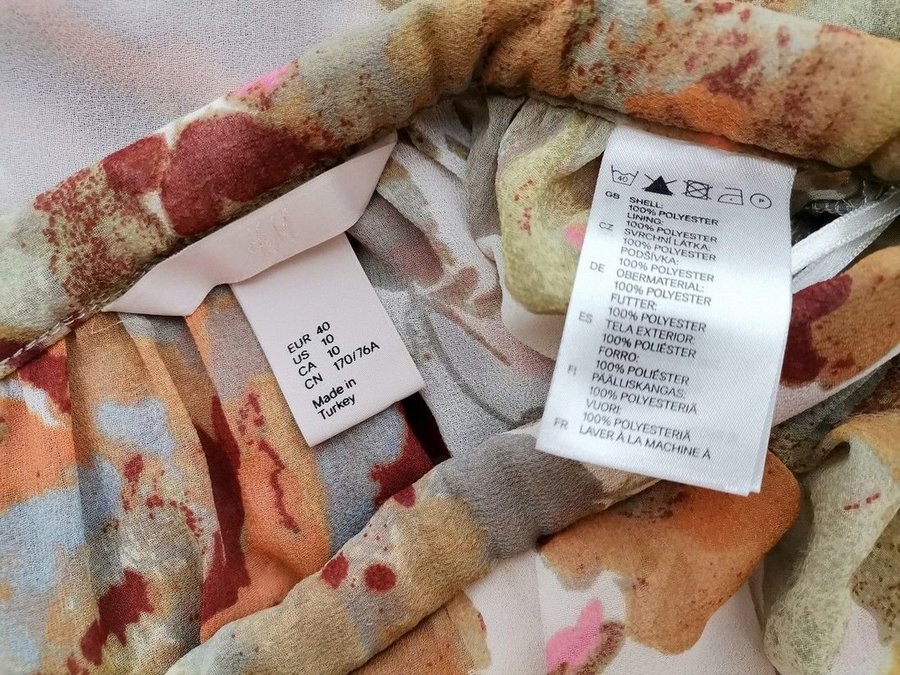 EUR 40
US 10
CA 10
CN 170/76A
Made in
Turkey
40
P
GB SHELL:
100% POLYESTER
LINING:
100% POLYESTER
CZ SVRCHNÍ LÁTKA:
100% POLYESTER
PODŠÍVKA:
100% POLYESTER
DE OBERMATERIAL:
100% POLYESTER
FUTTER:
100% POLYESTER
ES TELA EXTERIOR:
100% POLIÉSTER
FORRO:
100% POLIÉSTER
FI PÄÄLLISKANGAS:
100% POLYESTERIÄ
VUORI:
100% POLYESTERIÄ
FR LAVER À LA MACHINE À